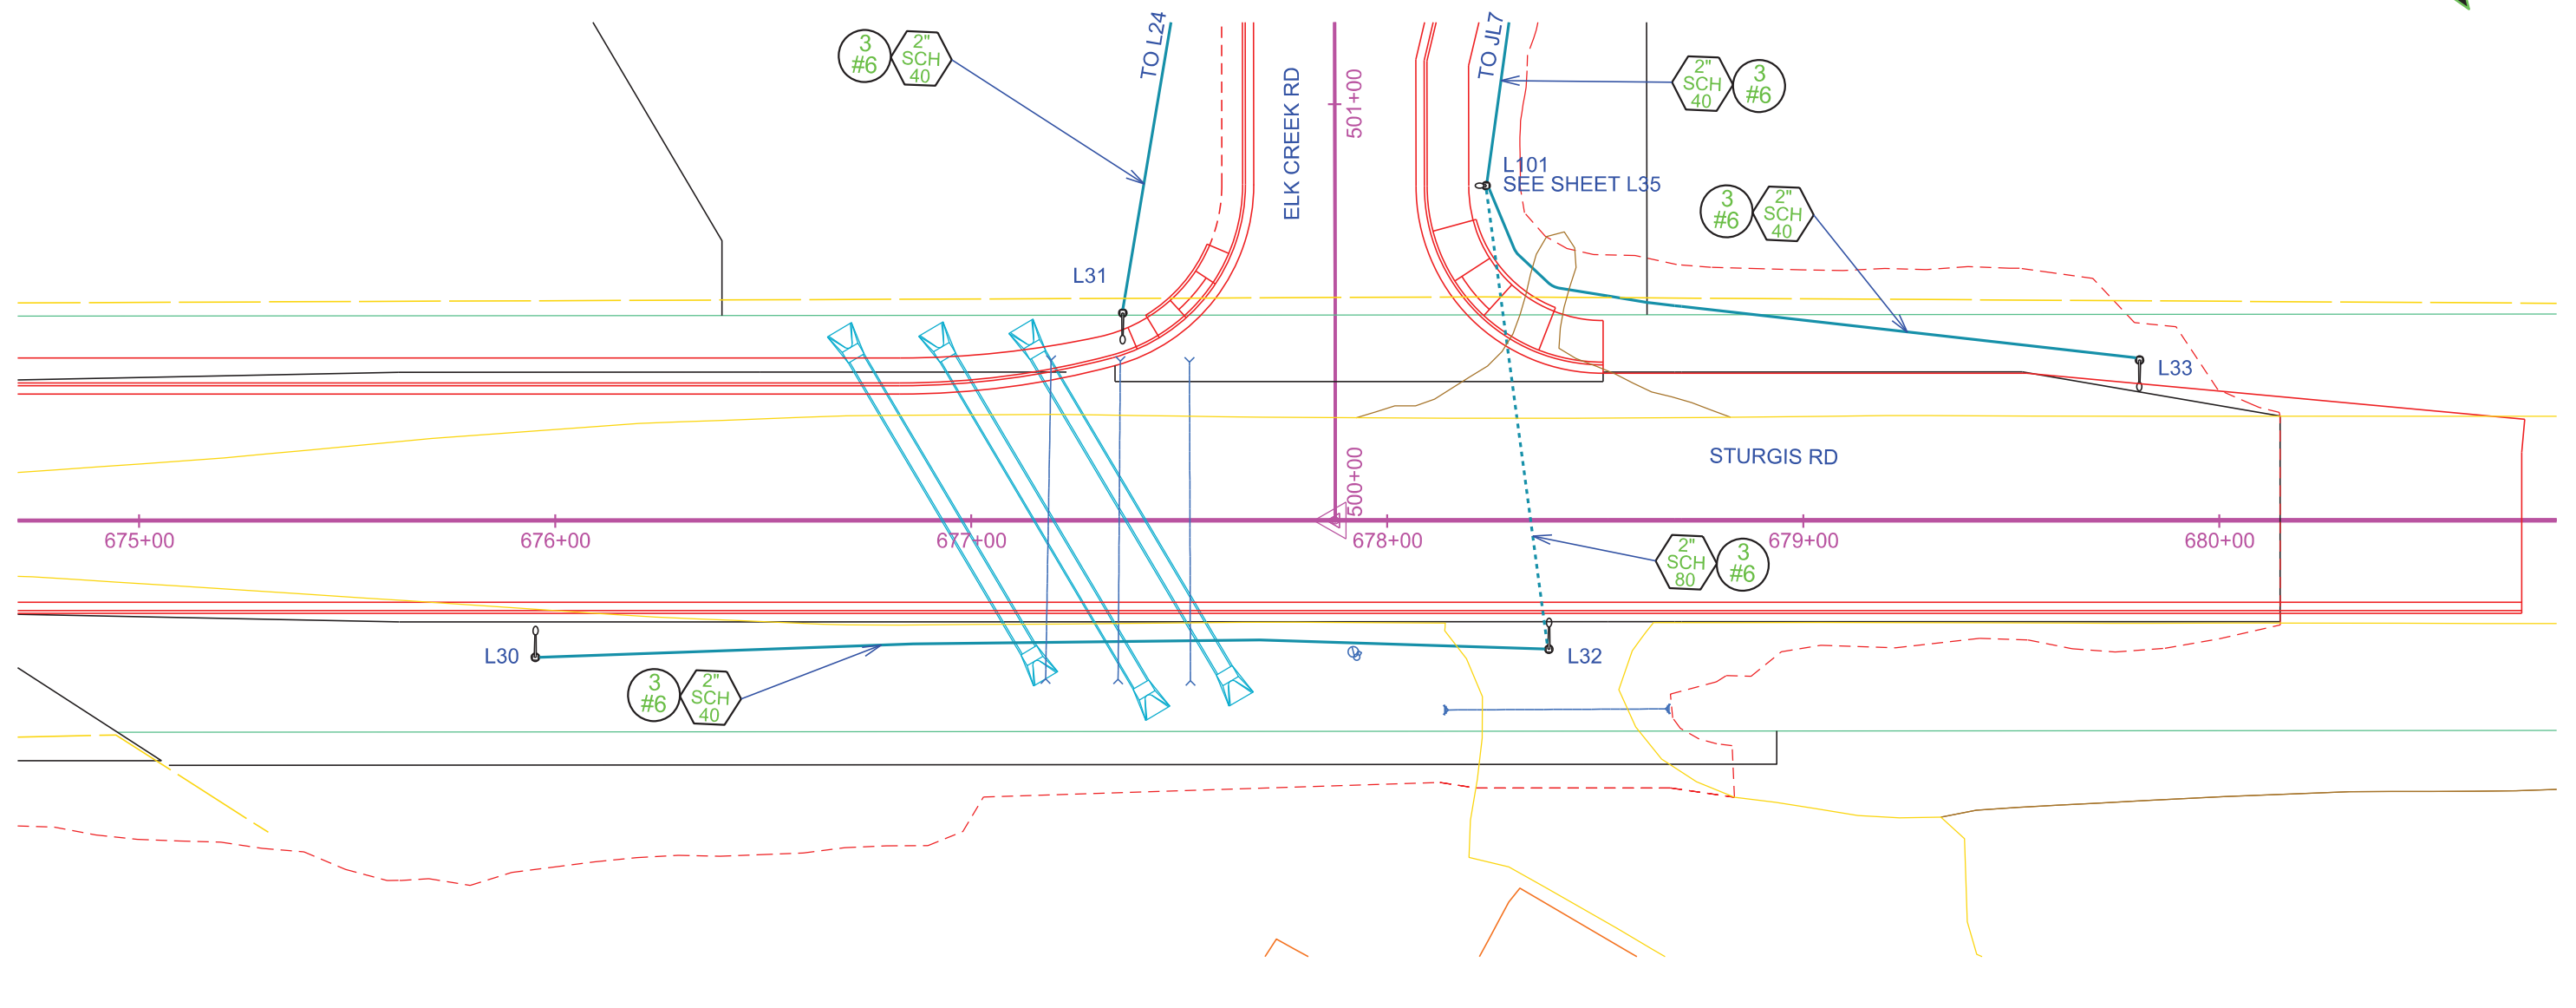 3
#6
2"
SCH
40
TO L24
ELK CREEK RD
501+00
TO JL7
2"
SCH
40
3
#6
L101
SEE SHEET L35
3
#6
2"
SCH
40
L31
L33
STURGIS RD
500+00
675+00
676+00
677+00
678+00
679+00
680+00
2"
SCH
80
3
#6
L30
L32
3
#6
2"
SCH
40